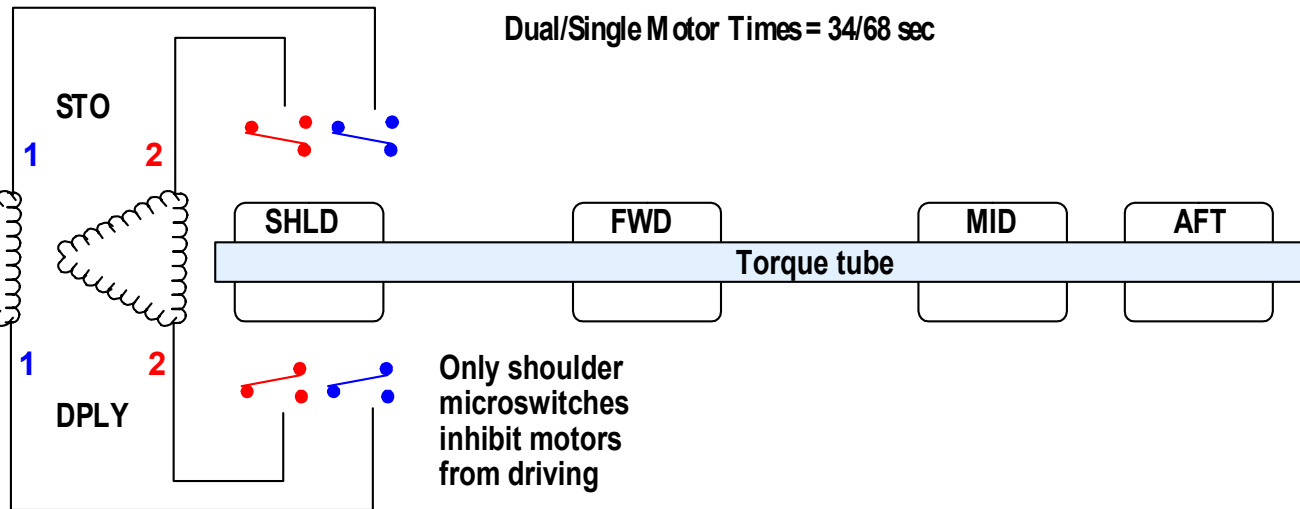 Dual/Single Motor Times = 34/68 sec
STO
1 2
SHLD FWD MID AFT
Torque tube
1 2
DPLY
Only shoulder
microswitches
inhibit motors
from driving